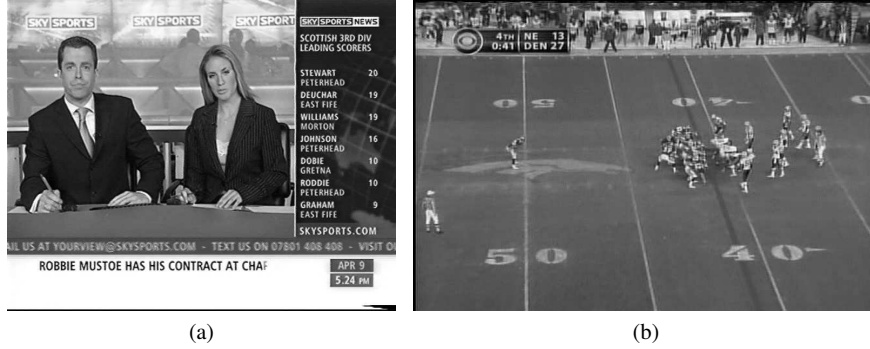 SKY SPORTS
SKY SPORTS
SKY SPORTS
SKY SPORTS NEWS
SCOTTISH 3RD DIV
LEADING SCORERS
STEWART 20
PETERHEAD
DEUCHAR 19
EAST FIFE
WILLIAMS 19
MORTON
JOHNSON 16
PETERHEAD
DOBIE 10
GRETNA
RODDIE 10
PETERHEAD
GRAHAM 9
EAST FIFE
SKYSPORTS.COM
AIL US AT YOURVIEW@SKYSPORTS.COM - TEXT US ON 07801 408 408 - VISIT O
ROBBIE MUSTOE HAS HIS CONTRACT AT CHAR
APR 9
5.24 PM
(a)
4TH NE 13
0:41 DEN 27
50 40
50 40
(b)